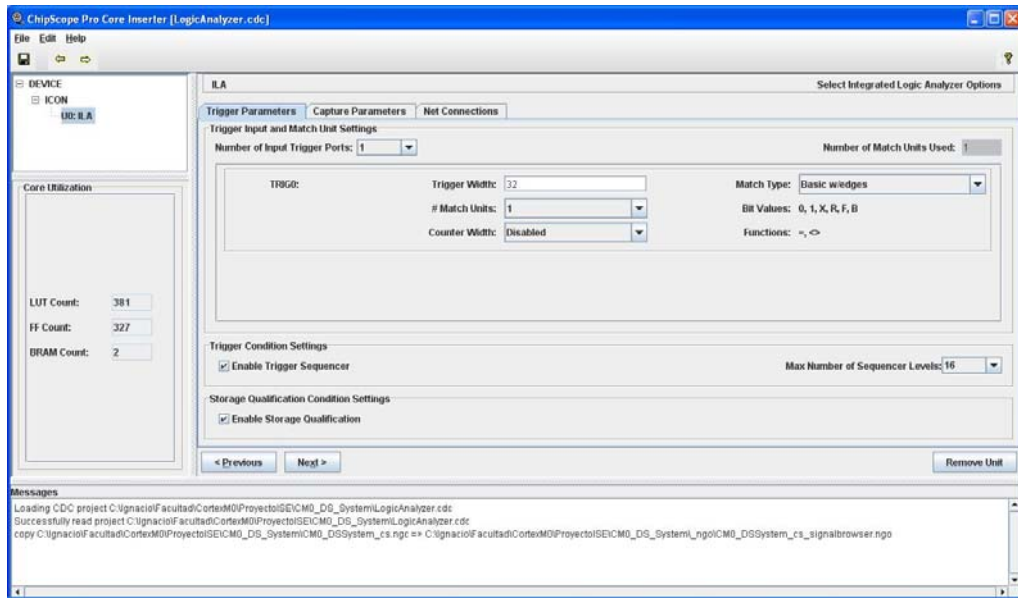 ChipScope Pro Core Inserter [LogicAnalyzer.cdc]
File Edit Help
DEVICE
ICON
U0: ILA
Core Utilization
LUT Count: 381
FF Count: 327
BRAM Count: 2
ILA Select Integrated Logic Analyzer Options
Trigger Parameters Capture Parameters Net Connections
Trigger Input and Match Unit Settings
Number of Input Trigger Ports: 1 Number of Match Units Used: 1
TRIG0: Trigger Width: 32 Match Type: Basic w/edges
# Match Units: 1 Bit Values: 0, 1, X, R, F, B
Counter Width: Disabled Functions: =, <>
Trigger Condition Settings
Enable Trigger Sequencer Max Number of Sequencer Levels: 16
Storage Qualification Condition Settings
Enable Storage Qualification
< Previous Next > Remove Unit
Messages
Loading CDC project C:\Ignacio\Facultad\CortexM0\ProyectoISE\CM0_DS_System\LogicAnalyzer.cdc
Successfully read project C:\Ignacio\Facultad\CortexM0\ProyectoISE\CM0_DS_System\LogicAnalyzer.cdc
copy C:\Ignacio\Facultad\CortexM0\ProyectoISE\CM0_DS_System\CM0_DSSystem_cs.ngc => C:\Ignacio\Facultad\CortexM0\ProyectoISE\CM0_DS_System\_ngo\CM0_DSSystem_cs_signalbrowser.ngo